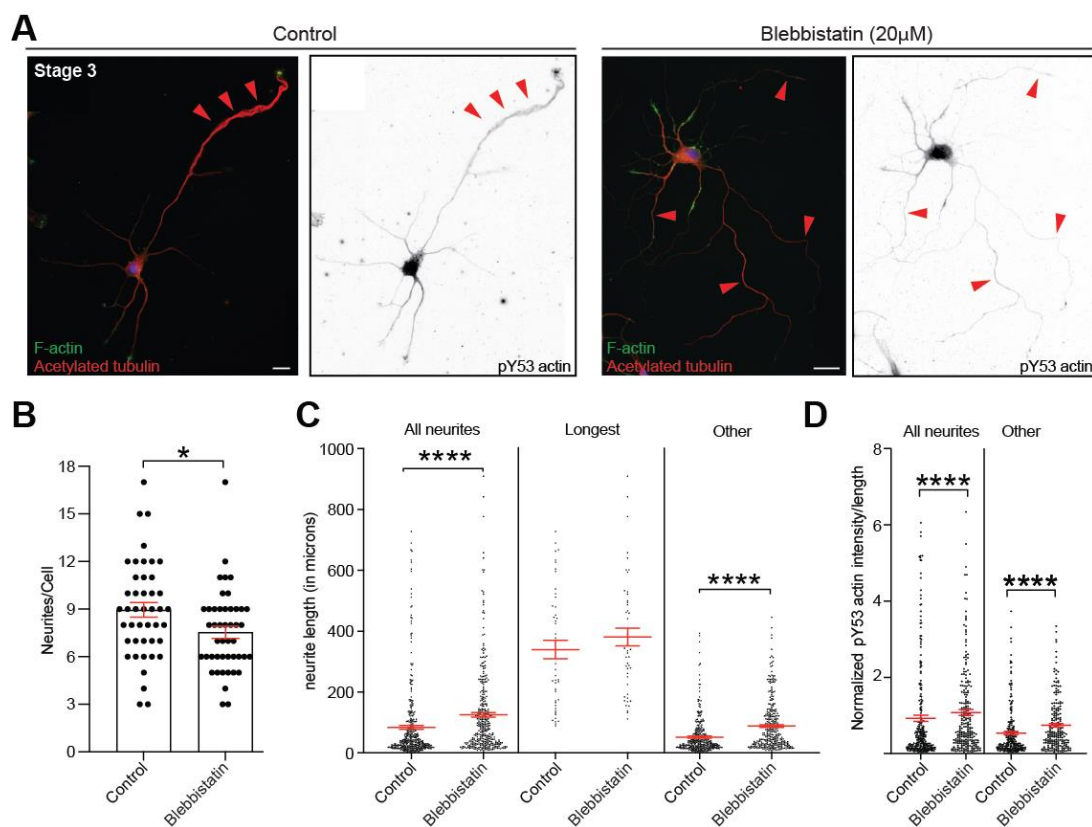 A
Control
Blebbistatin (20μM)
Stage 3
F-actin
Acetylated tubulin
pY53 actin
F-actin
Acetylated tubulin
pY53 actin
B
*
Neurites/Cell
18
15
12
9
6
3
0
Control
Blebbistatin
C
All neurites
Longest
Other
****
****
neurite length (in microns)
1000
800
600
400
200
0
Control
Blebbistatin
Control
Blebbistatin
Control
Blebbistatin
D
All neurites
Other
****
****
Normalized pY53 actin intensity/length
8
6
4
2
0
Control
Blebbistatin
Control
Blebbistatin